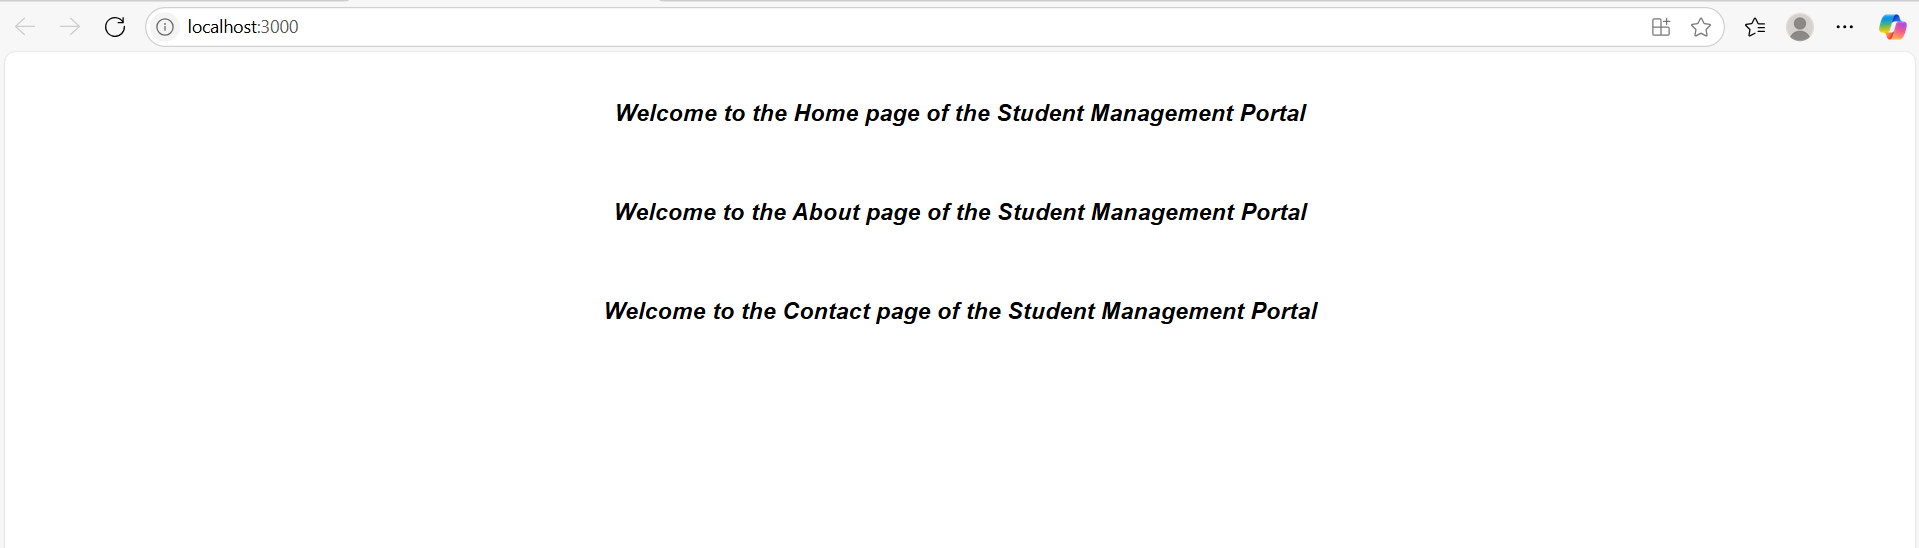 localhost:3000
Welcome to the Home page of the Student Management Portal
Welcome to the About page of the Student Management Portal
Welcome to the Contact page of the Student Management Portal